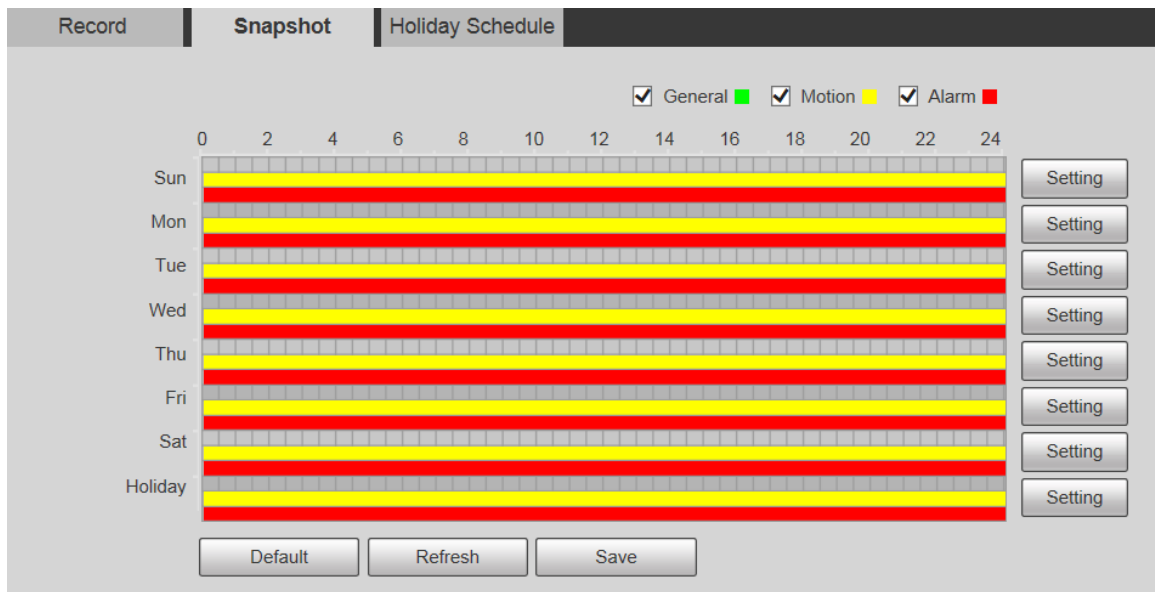 Record Snapshot Holiday Schedule
General Motion Alarm
0 2 4 6 8 10 12 14 16 18 20 22 24
Sun Setting
Mon Setting
Tue Setting
Wed Setting
Thu Setting
Fri Setting
Sat Setting
Holiday Setting
Default Refresh Save